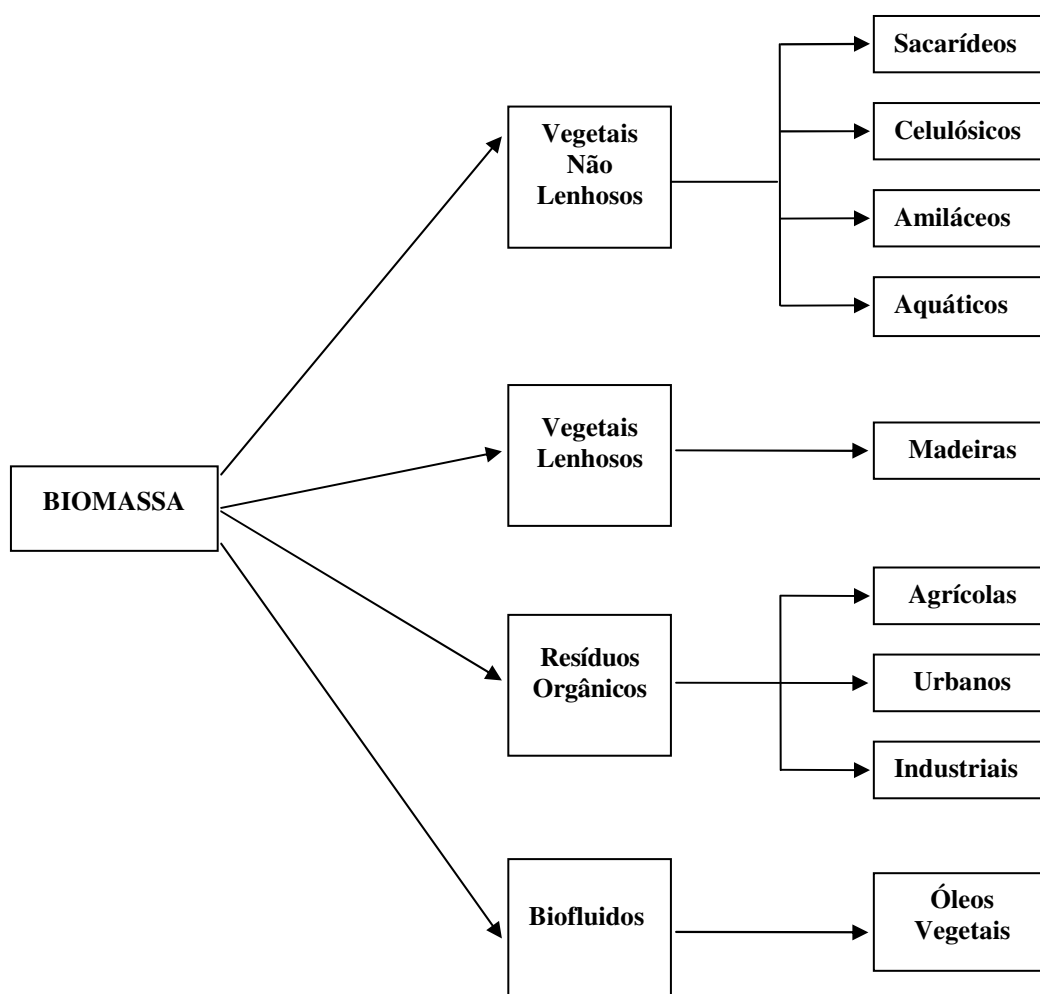 BIOMASSA
Vegetais
Não
Lenhosos
Sacarídeos
Celulósicos
Amiláceos
Aquáticos
Vegetais
Lenhosos
Madeiras
Resíduos
Orgânicos
Agrícolas
Urbanos
Industriais
Biofluidos
Óleos
Vegetais